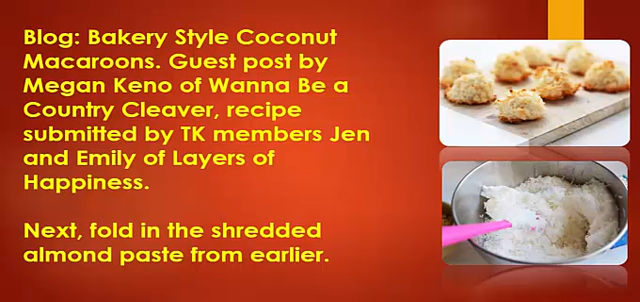 Blog: Bakery Style Coconut
Macaroons. Guest post by
Megan Keno of Wanna Be a
Country Cleaver, recipe
submitted by TK members Jen
and Emily of Layers of
Happiness.
Next, fold in the shredded
almond paste from earlier.